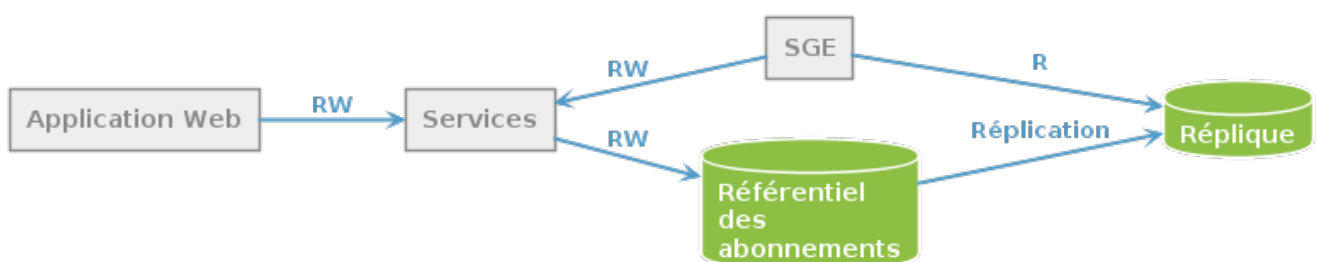 SGE
RW
R
Application Web
RW
Services
RW
Réplication
Réplique
Référentiel
des
abonnements